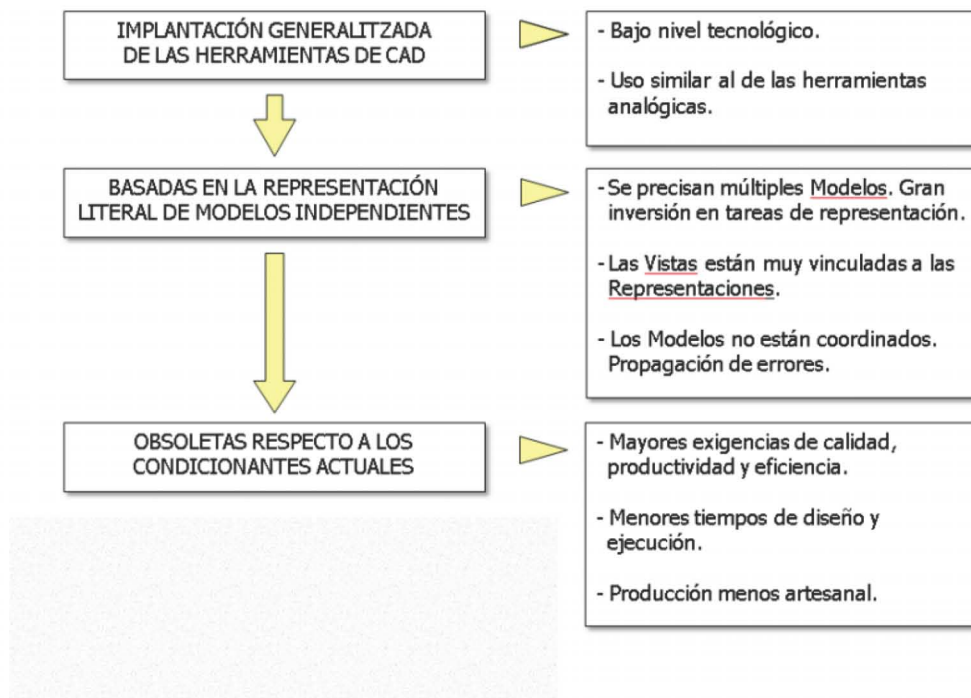 IMPLANTACIÓN GENERALITZADA
DE LAS HERRAMIENTAS DE CAD
- Bajo nivel tecnológico.
- Uso similar al de las herramientas
analógicas.
BASADAS EN LA REPRESENTACIÓN
LITERAL DE MODELOS INDEPENDIENTES
- Se precisan múltiples Modelos. Gran
inversión en tareas de representación.
- Las Vistas están muy vinculadas a las
Representaciones.
- Los Modelos no están coordinados.
Propagación de errores.
OBSOLETAS RESPECTO A LOS
CONDICIONANTES ACTUALES
- Mayores exigencias de calidad,
productividad y eficiencia.
- Menores tiempos de diseño y
ejecución.
- Producción menos artesanal.